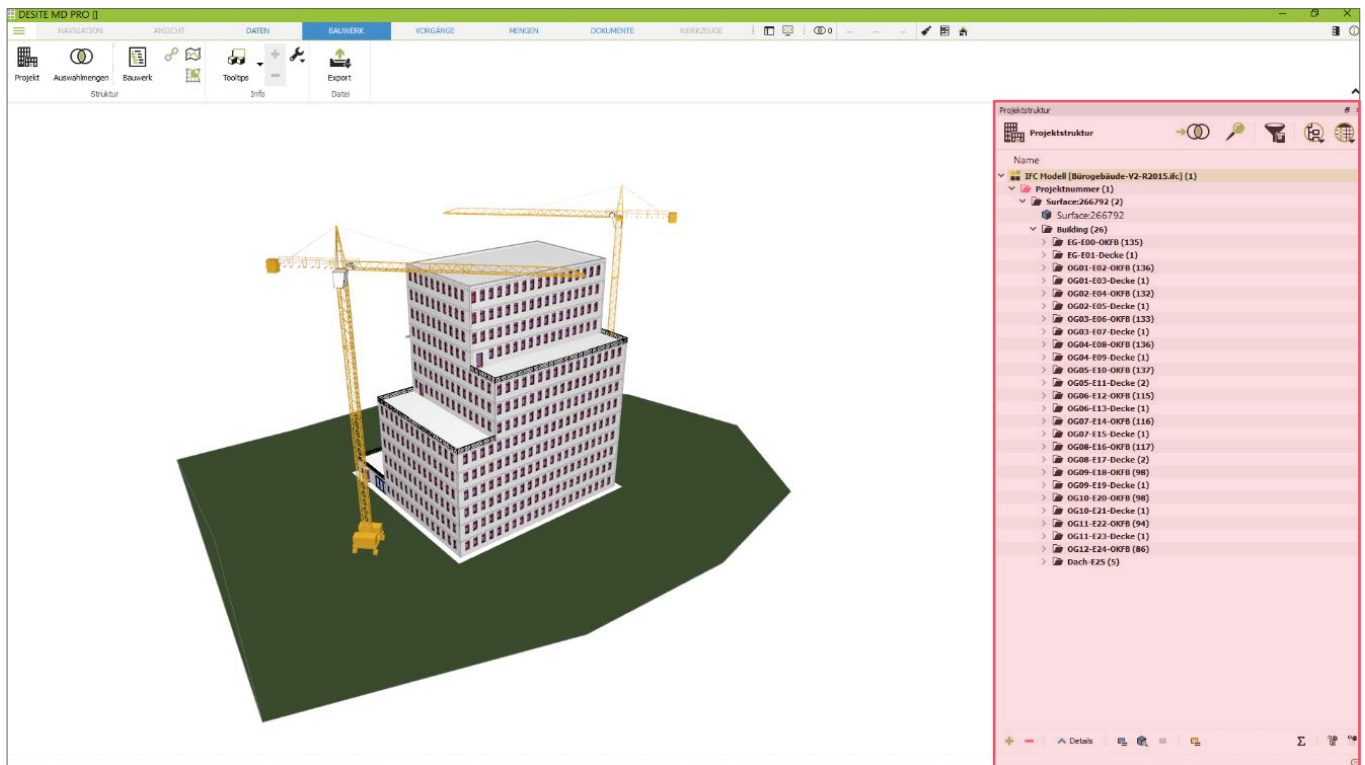 DESITE MD PRO []
NAVIGATION ANSICHT DATEN BAUWERK VORGÄNGE MENGEN DOKUMENTE WERKZEUGE 0 ... ... ...
Projekt Auswahlmengen Bauwerk Tooltips Export
Struktur Info Datei
Projektstruktur
Projektstruktur
Name
IFC Modell [Bürogebäude-V2-R2015.ifc] (1)
Projektnummer (1)
Surface:266792 (2)
Surface:266792
Building (26)
EG-E00-OKFB (135)
EG-E01-Decke (1)
OG01-E02-OKFB (136)
OG01-E03-Decke (1)
OG02-E04-OKFB (132)
OG02-E05-Decke (1)
OG03-E06-OKFB (133)
OG03-E07-Decke (1)
OG04-E08-OKFB (136)
OG04-E09-Decke (1)
OG05-E10-OKFB (137)
OG05-E11-Decke (2)
OG06-E12-OKFB (115)
OG06-E13-Decke (1)
OG07-E14-OKFB (116)
OG07-E15-Decke (1)
OG08-E16-OKFB (117)
OG08-E17-Decke (2)
OG09-E18-OKFB (98)
OG09-E19-Decke (1)
OG10-E20-OKFB (98)
OG10-E21-Decke (1)
OG11-E22-OKFB (94)
OG11-E23-Decke (1)
OG12-E24-OKFB (86)
Dach-E25 (5)
Details Σ